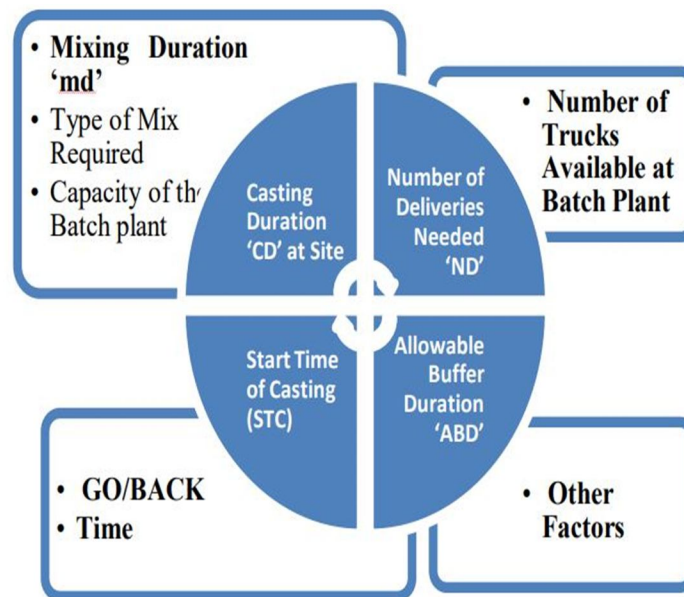 • Mixing Duration
‘md’
• Type of Mix
Required
• Capacity of the
Batch plant
• Number of
Trucks
Available at
Batch Plant
Casting
Duration
‘CD’ at Site
Number of
Deliveries
Needed
‘ND’
Start Time
of Casting
(STC)
Allowable
Buffer
Duration
‘ABD’
• GO/BACK
• Time
• Other
Factors